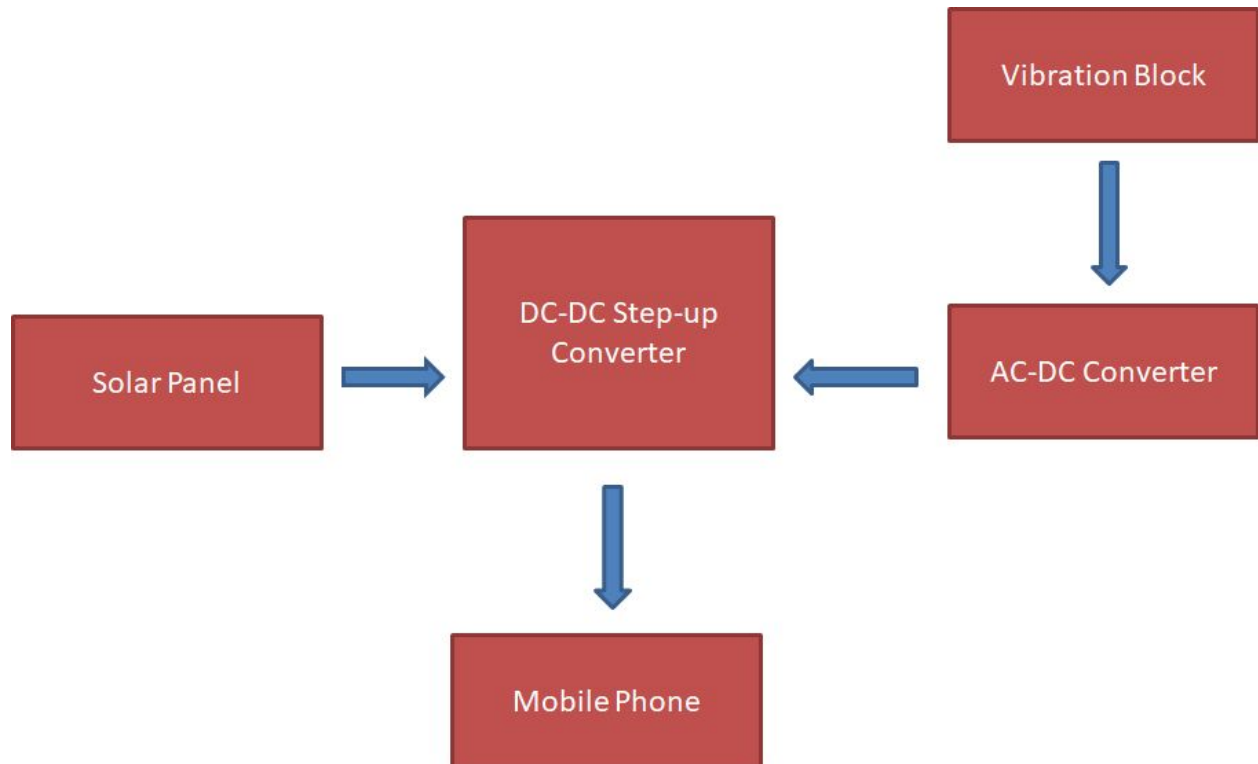 Vibration Block
DC-DC Step-up
Converter
Solar Panel
AC-DC Converter
Mobile Phone